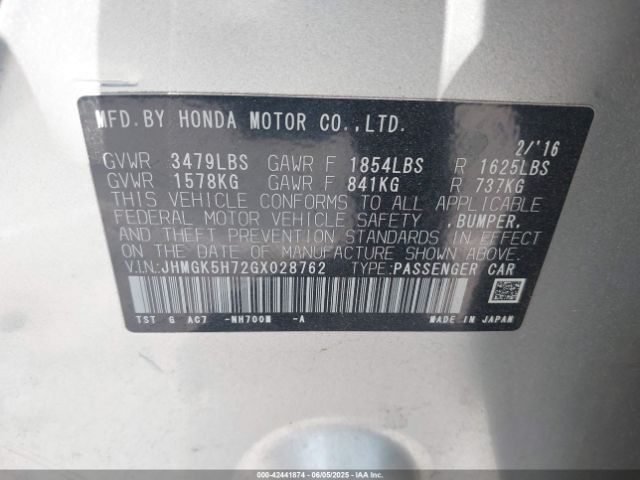 MFD.BY HONDA MOTOR CO.,LTD.
2/'16
GVWR 3479LBS GAWR F 1854LBS R 1625LBS
GVWR 1578KG GAWR F 841KG R 737KG
THIS VEHICLE CONFORMS TO ALL APPLICABLE
FEDERAL MOTOR VEHICLE SAFETY ,BUMPER,
AND THEFT PREVENTION STANDARDS IN EFFECT
ON THE DATE OF MANUFACTURE SHOWN ABOVE.
V.IN:JHMGK5H72GX028762 TYPE:PASSENGER CAR
TST G AC7 -NH700M -A MADE IN JAPAN
000-42441874 06/05/2025 Copart